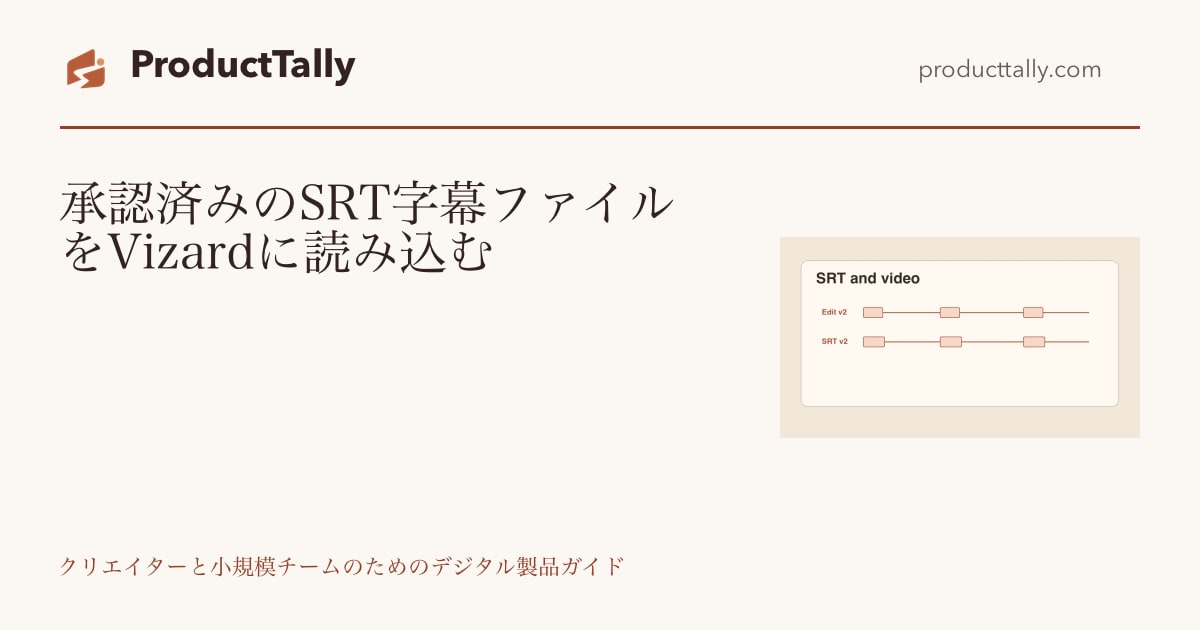 ProductTally
producttally.com
承認済みのSRT字幕ファイル
をVizardに読み込む
SRT and video
Edit v2
SRT v2
クリエイターと小規模チームのためのデジタル製品ガイド